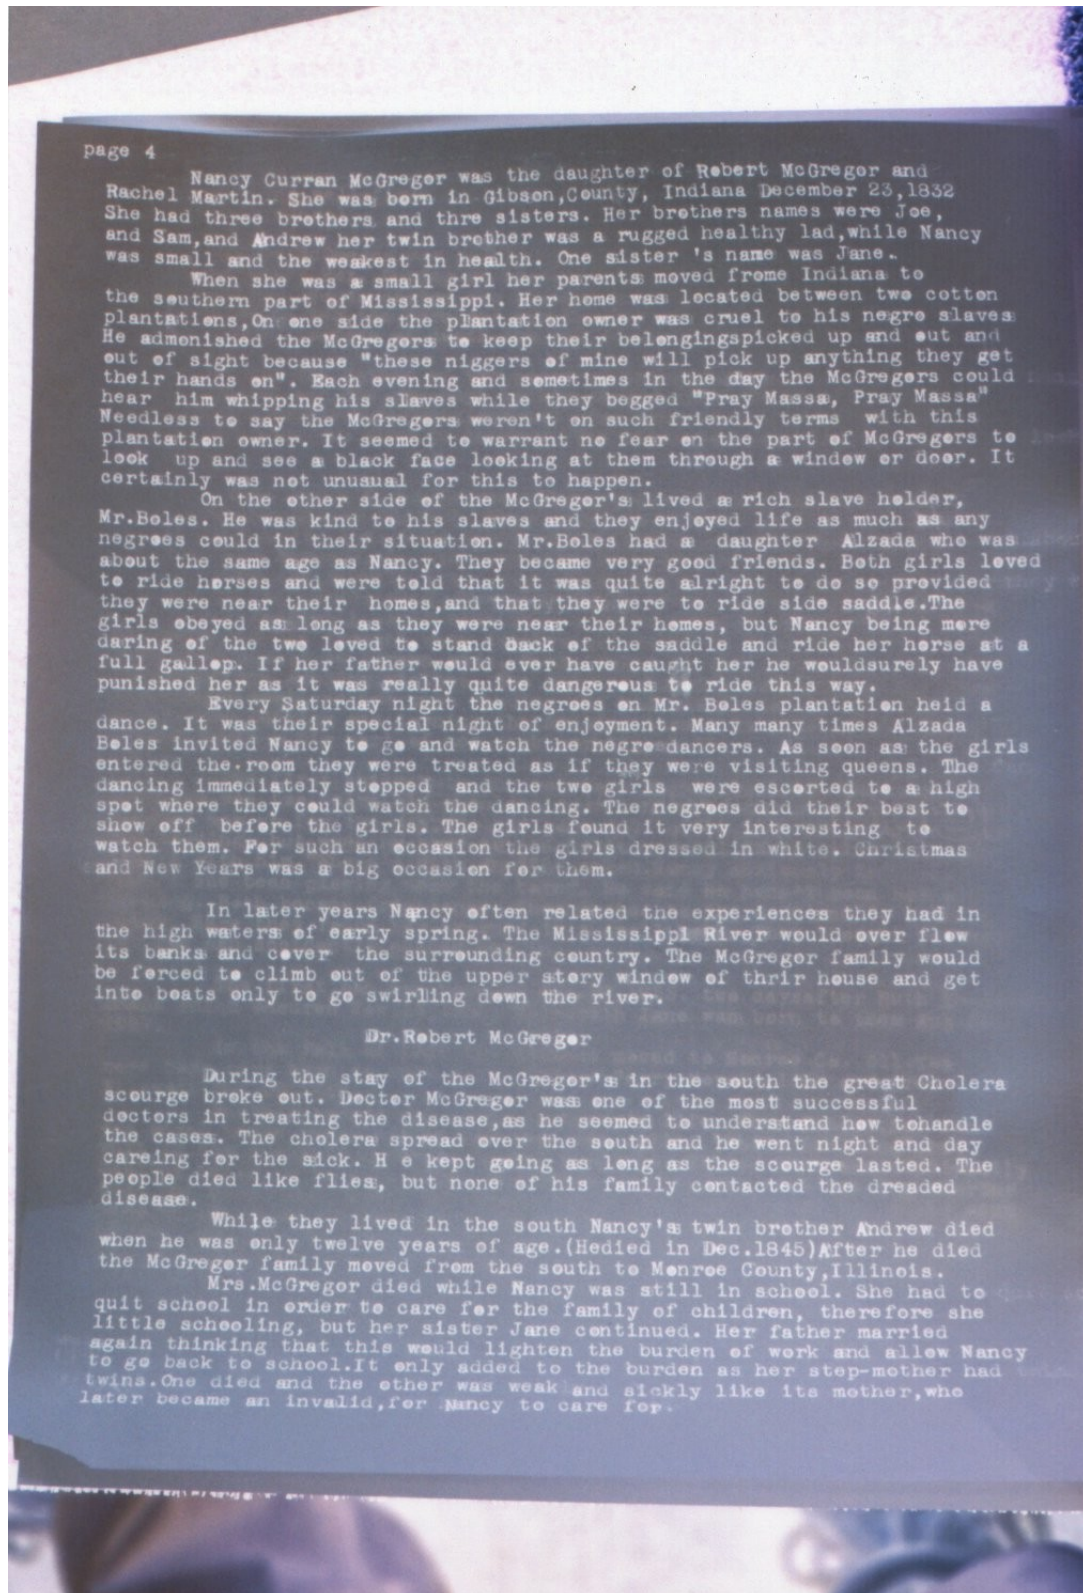 page 4
Nancy Curran McGregor was the daughter of Robert McGregor and
Rachel Martin. She was born in Gibson,County, Indiana December 23,1832
She had three brothers and thre sisters. Her brothers names were Joe,
and Sam,and Andrew her twin brother was a rugged healthy lad,while Nancy
was small and the weakest in health. One sister 's name was Jane.
When she was a small girl her parents moved frome Indiana to
the southern part of Mississippi. Her home was located between two cotton
plantations,On one side the plantation owner was cruel to his negro slaves
He admonished the McGregors to keep their belongingspicked up and out and
out of sight because "these niggers of mine will pick up anything they get
their hands on". Each evening and sometimes in the day the McGregors could
hear him whipping his slaves while they begged "Pray Massa, Pray Massa"
Needless to say the McGregors weren't on such friendly terms with this
plantation owner. It seemed to warrant no fear on the part of McGregors to
look up and see a black face looking at them through a window or door. It
certainly was not unusual for this to happen.
On the other side of the McGregor's lived a rich slave holder,
Mr.Boles. He was kind to his slaves and they enjoyed life as much as any
negroes could in their situation. Mr.Boles had a daughter Alzada who was
about the same age as Nancy. They became very good friends. Both girls loved
to ride horses and were told that it was quite alright to do so provided
they were near their homes,and that they were to ride side saddle.The
girls obeyed as long as they were near their homes, but Nancy being more
daring of the two loved to stand back of the saddle and ride her horse at a
full gallop. If her father would ever have caught her he wouldsurely have
punished her as it was really quite dangerous to ride this way.
Every Saturday night the negroes on Mr. Boles plantation held a
dance. It was their special night of enjoyment. Many many times Alzada
Boles invited Nancy to go and watch the negro dancers. As soon as the girls
entered the room they were treated as if they were visiting queens. The
dancing immediately stopped and the two girls were escorted to a high
spot where they could watch the dancing. The negroes did their best to
show off before the girls. The girls found it very interesting to
watch them. For such an occasion the girls dressed in white. Christmas
and New Years was a big occasion for them.
In later years Nancy often related the experiences they had in
the high waters of early spring. The Mississippi River would over flow
its banks and cover the surrounding country. The McGregor family would
be forced to climb out of the upper story window of thrir house and get
into boats only to go swirling down the river.
Dr.Robert McGregor
During the stay of the McGregor's in the south the great Cholera
scourge broke out. Doctor McGregor was one of the most successful
doctors in treating the disease,as he seemed to understand how tohandle
the cases. The cholera spread over the south and he went night and day
careing for the sick. H e kept going as long as the scourge lasted. The
people died like flies, but none of his family contacted the dreaded
disease.
While they lived in the south Nancy's twin brother Andrew died
when he was only twelve years of age.(Hedied in Dec.1845)After he died
the McGregor family moved from the south to Monroe County,Illinois.
Mrs.McGregor died while Nancy was still in school. She had to
quit school in order to care for the family of children, therefore she
little schooling, but her sister Jane continued. Her father married
again thinking that this would lighten the burden of work and allow Nancy
to go back to school.It only added to the burden as her step-mother had
twins.One died and the other was weak and sickly like its mother,who
later became an invalid,for Nancy to care for.